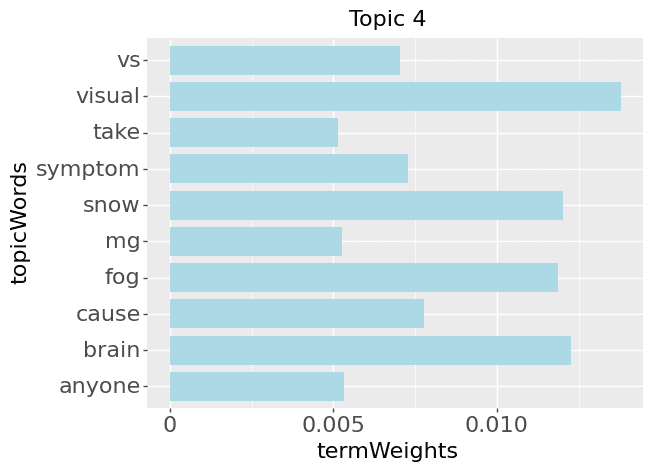 Topic 4
topicWords
vs
visual
take
symptom
snow
mg
fog
cause
brain
anyone
0 0.005 0.010
termWeights